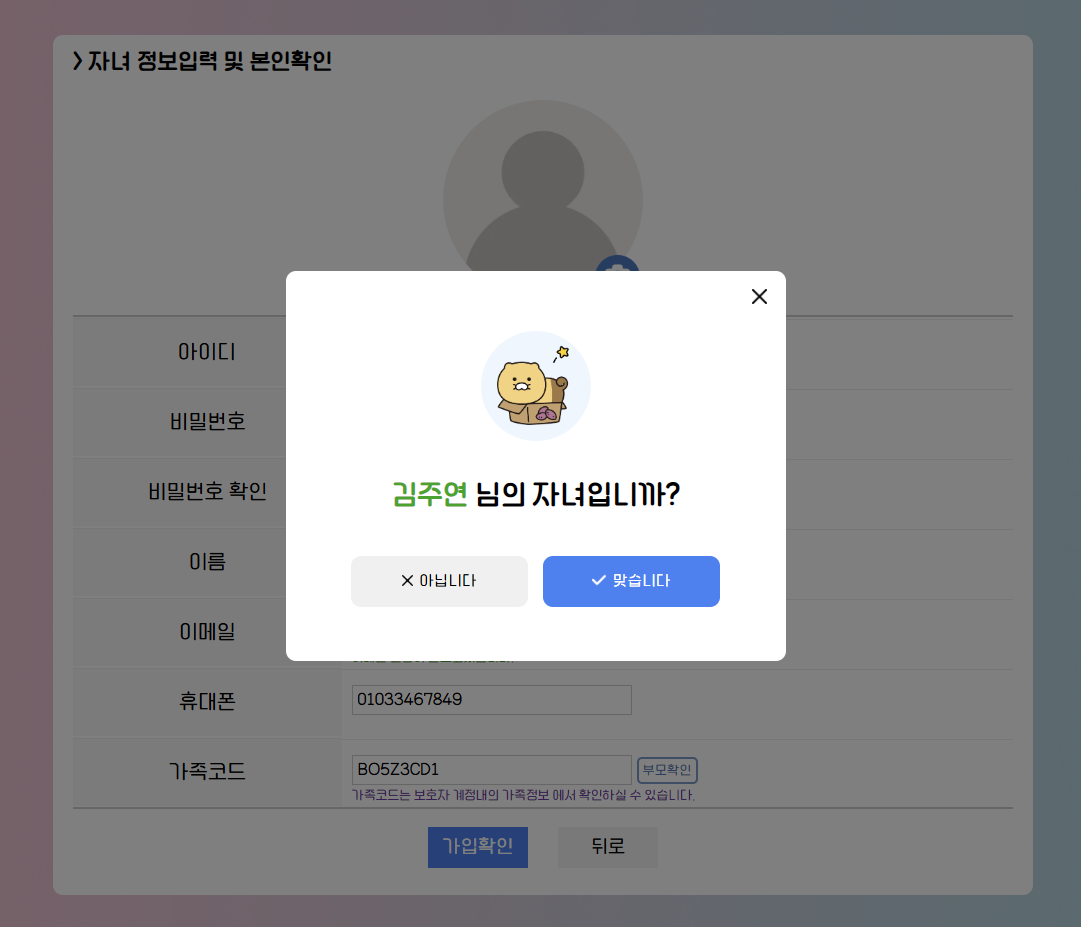 자녀 정보입력 및 본인확인
김주연 님의 자녀입니까?
아닙니다
맞습니다
아이디
비밀번호
비밀번호 확인
이름
이메일
휴대폰
01033467849
가족코드
BO5Z3CD1
부모확인
가족코드는 보호자 계정내의 가족정보 에서 확인하실 수 있습니다.
가입확인
뒤로